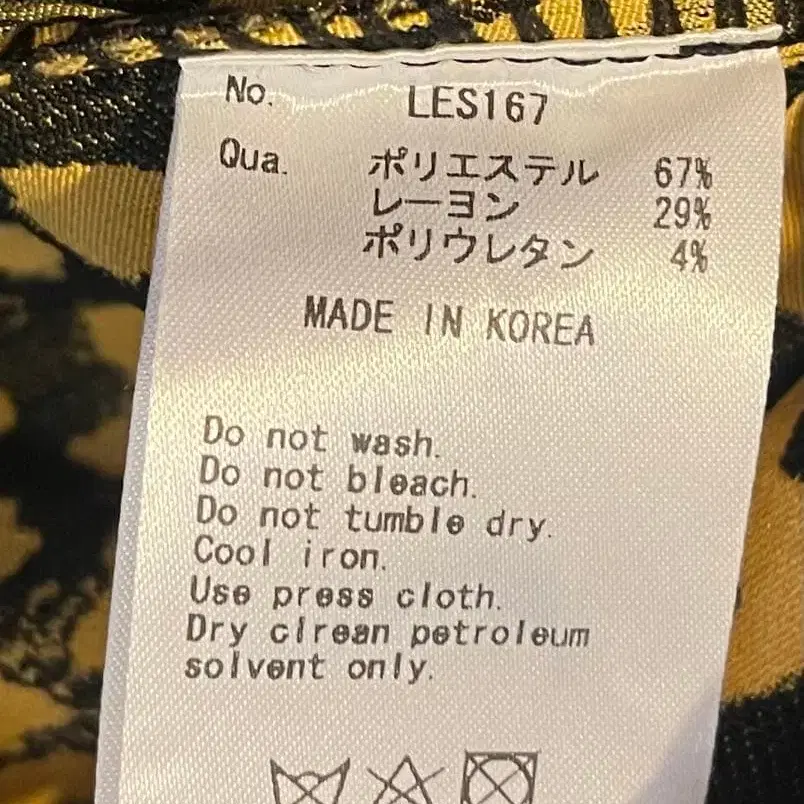 No. LES167
Qua. ポリエステル 67%
レーヨン 29%
ポリウレタン 4%
MADE IN KOREA
Do not wash.
Do not bleach.
Do not tumble dry.
Cool iron.
Use press cloth.
Dry clrean petroleum
solvent only.